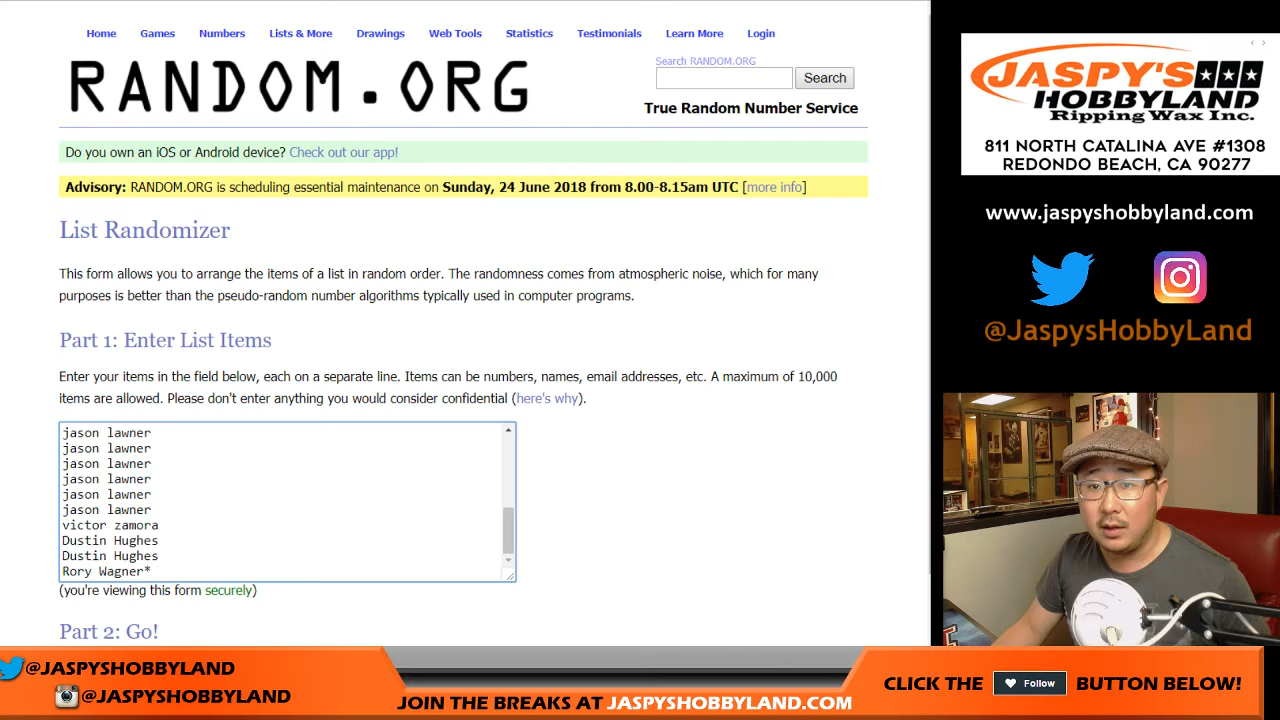 Home Games Numbers Lists & More Drawings Web Tools Statistics Testimonials Learn More Login
RANDOM.ORG
Search RANDOM.ORG
Search
True Random Number Service
Do you own an iOS or Android device? Check out our app!
Advisory: RANDOM.ORG is scheduling essential maintenance on Sunday, 24 June 2018 from 8.00-8.15am UTC [more info]
List Randomizer
This form allows you to arrange the items of a list in random order. The randomness comes from atmospheric noise, which for many
purposes is better than the pseudo-random number algorithms typically used in computer programs.
Part 1: Enter List Items
Enter your items in the field below, each on a separate line. Items can be numbers, names, email addresses, etc. A maximum of 10,000
items are allowed. Please don't enter anything you would consider confidential (here's why).
jason lawner
jason lawner
jason lawner
jason lawner
jason lawner
jason lawner
victor zamora
Dustin Hughes
Dustin Hughes
Rory Wagner*
(you're viewing this form securely)
Part 2: Go!
JASPY'S
HOBBYLAND
Ripping Wax Inc.
811 NORTH CATALINA AVE #1308
REDONDO BEACH, CA 90277
www.jaspyshobbyland.com
@JaspysHobbyLand
@JASPYSHOBBYLAND
@JASPYSHOBBYLAND
JOIN THE BREAKS AT JASPYSHOBBYLAND.COM
CLICK THE Follow BUTTON BELOW!